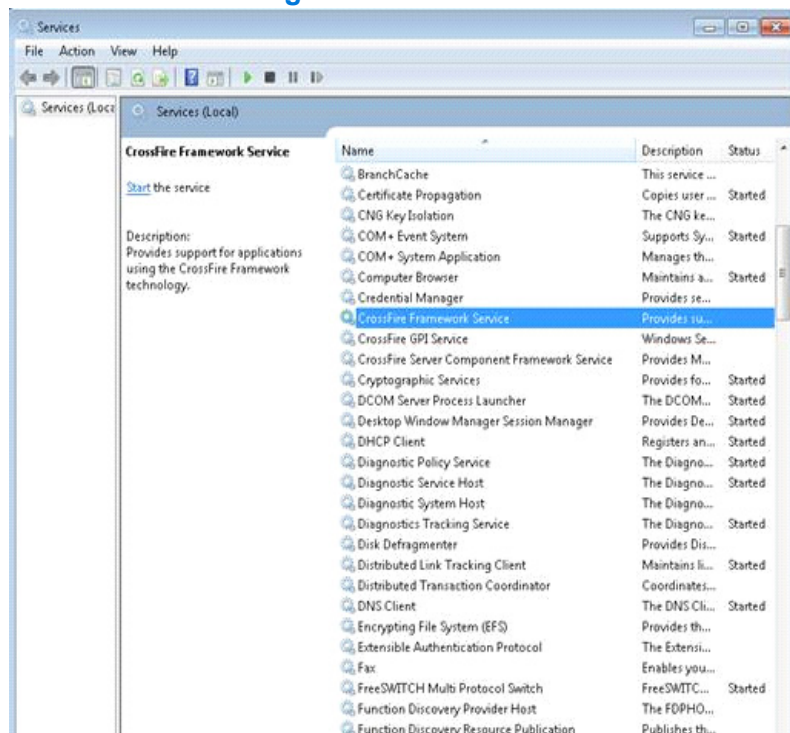 Services
File Action View Help
Services (Loca
Services (Local)
CrossFire Framework Service
Start the service
Description:
Provides support for applications
using the CrossFire Framework
technology.
Name Description Status
BranchCache This service ...
Certificate Propagation Copies user ... Started
CNG Key Isolation The CNG ke...
COM+ Event System Supports Sy... Started
COM+ System Application Manages th...
Computer Browser Maintains a... Started
Credential Manager Provides se...
CrossFire Framework Service Provides su...
CrossFire GPI Service Windows Se...
CrossFire Server Component Framework Service Provides M...
Cryptographic Services Provides fo... Started
DCOM Server Process Launcher The DCOM... Started
Desktop Window Manager Session Manager Provides De... Started
DHCP Client Registers an... Started
Diagnostic Policy Service The Diagno... Started
Diagnostic Service Host The Diagno... Started
Diagnostic System Host The Diagno...
Diagnostics Tracking Service The Diagno... Started
Disk Defragmenter Provides Dis...
Distributed Link Tracking Client Maintains li... Started
Distributed Transaction Coordinator Coordinates...
DNS Client The DNS Cli... Started
Encrypting File System (EFS) Provides th...
Extensible Authentication Protocol The Extensi...
Fax Enables you...
FreeSWITCH Multi Protocol Switch FreeSWITC... Started
Function Discovery Provider Host The FDPHO...
Function Discovery Resource Publication Publishes th...